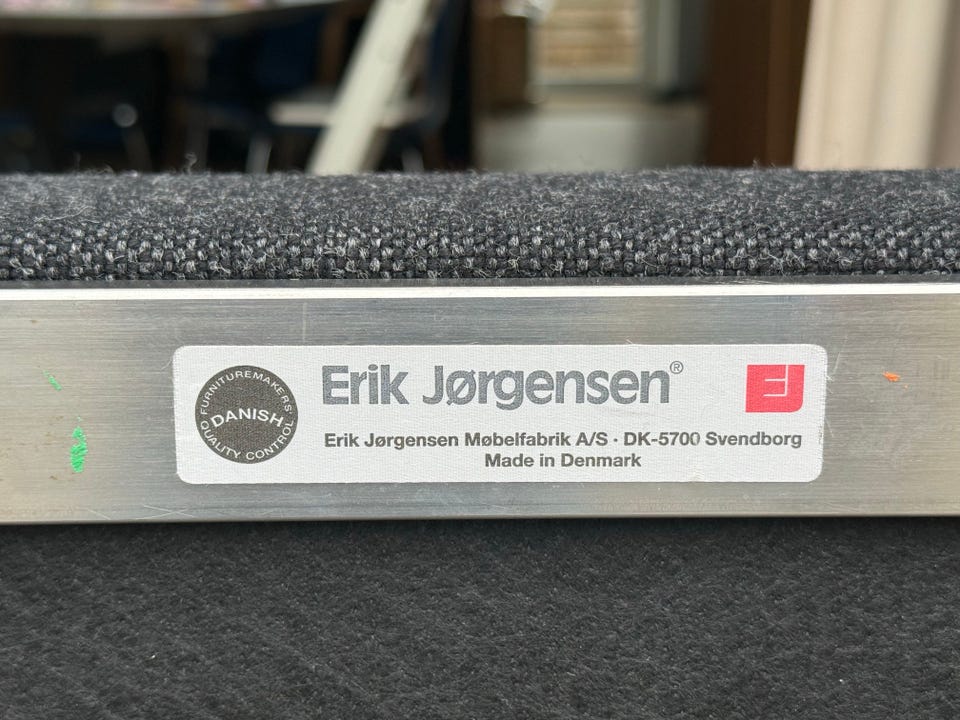 FURNITUREMAKERS'
DANISH
QUALITY CONTROL
Erik Jørgensen®
EJ
Erik Jørgensen Møbelfabrik A/S · DK-5700 Svendborg
Made in Denmark